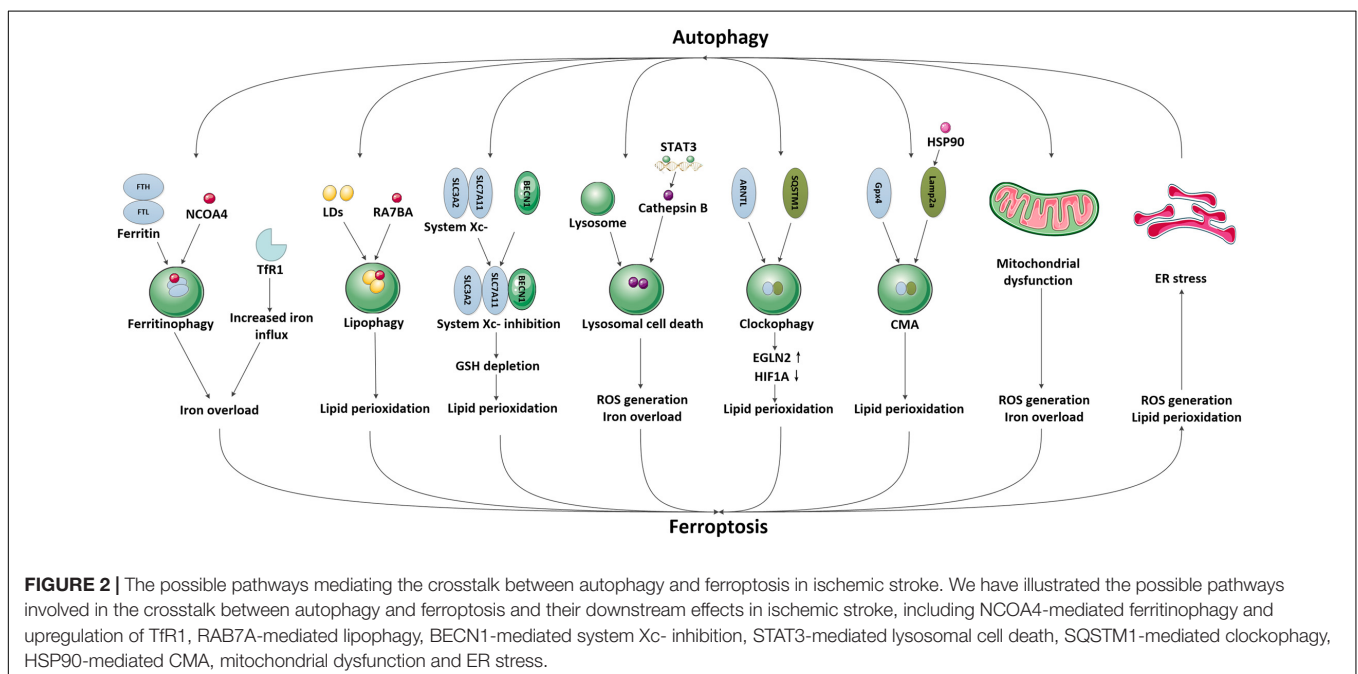 Autophagy
FTH
FTL
Ferritin
NCOA4
TfR1
Ferritinophagy
Increased iron
influx
Iron overload
LDs
RA7BA
Lipophagy
Lipid perioxidation
SLC3A2
SLC7A11
BECN1
System Xc-
SLC3A2
SLC7A11
BECN1
System Xc- inhibition
GSH depletion
Lipid perioxidation
STAT3
Lysosome
Cathepsin B
Lysosomal cell death
ROS generation
Iron overload
ARNTL
SQSTM1
Clockophagy
EGLN2 ↑
HIF1A ↓
Lipid perioxidation
HSP90
Gpx4
Lamp2a
CMA
Lipid perioxidation
Mitochondrial
dysfunction
ROS generation
Iron overload
ER stress
ROS generation
Lipid perioxidation
Ferroptosis
FIGURE 2 | The possible pathways mediating the crosstalk between autophagy and ferroptosis in ischemic stroke. We have illustrated the possible pathways
involved in the crosstalk between autophagy and ferroptosis and their downstream effects in ischemic stroke, including NCOA4-mediated ferritinophagy and
upregulation of TfR1, RAB7A-mediated lipophagy, BECN1-mediated system Xc- inhibition, STAT3-mediated lysosomal cell death, SQSTM1-mediated clockophagy,
HSP90-mediated CMA, mitochondrial dysfunction and ER stress.